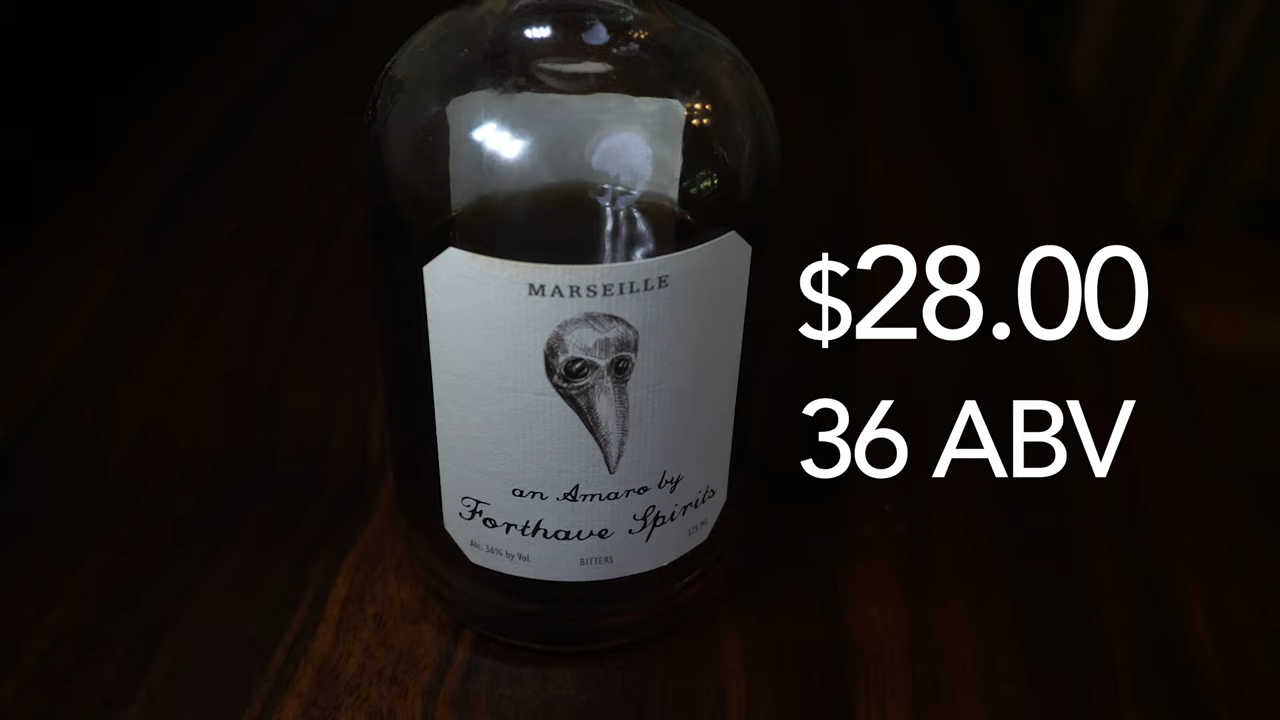 MARSEILLE
an Amaro by
Forthave Spirits
Alc. 36% by Vol.
BITTERS
375 ML
$28.00
36 ABV